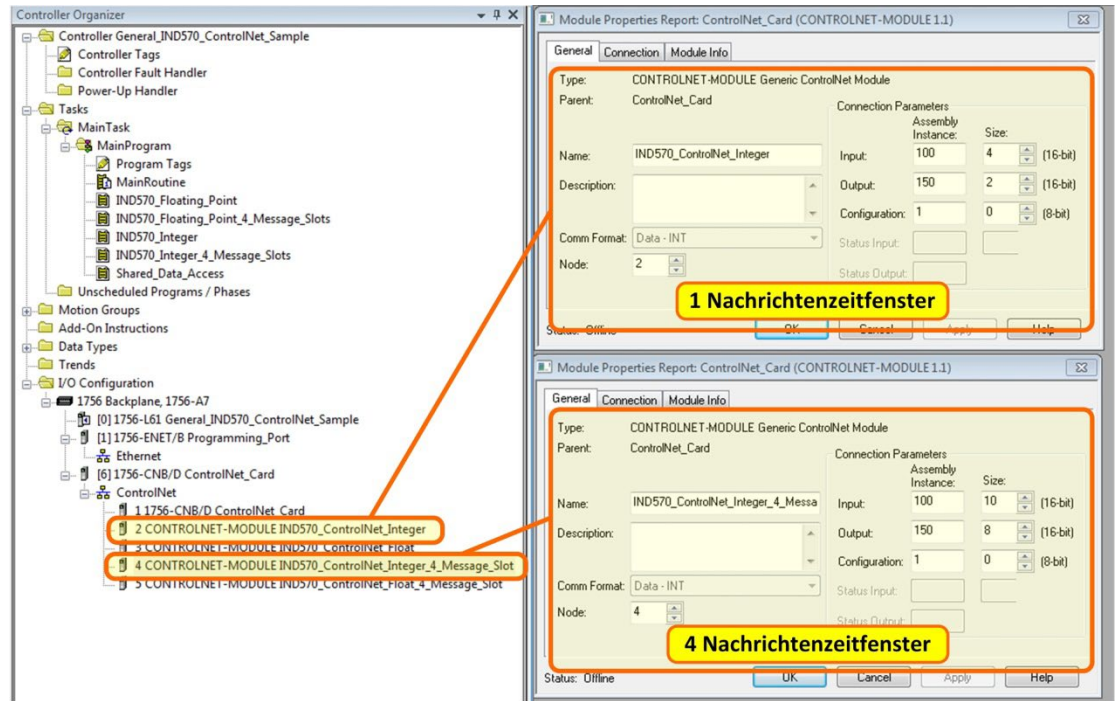 Controller Organizer
Controller General_IND570_ControlNet_Sample
Controller Tags
Controller Fault Handler
Power-Up Handler
Tasks
MainTask
MainProgram
Program Tags
MainRoutine
IND570_Floating_Point
IND570_Floating_Point_4_Message_Slots
IND570_Integer
IND570_Integer_4_Message_Slots
Shared_Data_Access
Unscheduled Programs / Phases
Motion Groups
Add-On Instructions
Data Types
Trends
I/O Configuration
1756 Backplane, 1756-A7
[0] 1756-L61 General_IND570_ControlNet_Sample
[1] 1756-ENET/B Programming_Port
Ethernet
[6] 1756-CNB/D ControlNet_Card
ControlNet
1 1756-CNB/D ControlNet_Card
2 CONTROLNET-MODULE IND570_ControlNet_Integer
3 CONTROLNET-MODULE IND570_ControlNet_Float
4 CONTROLNET-MODULE IND570_ControlNet_Integer_4_Message_Slot
5 CONTROLNET-MODULE IND570_ControlNet_Float_4_Message_Slot
Module Properties Report: ControlNet_Card (CONTROLNET-MODULE 1.1)
General Connection Module Info
Type: CONTROLNET-MODULE Generic ControlNet Module
Parent: ControlNet_Card
Connection Parameters
Assembly
Instance: Size:
Name: IND570_ControlNet_Integer Input: 100 4 (16-bit)
Description: Output: 150 2 (16-bit)
Configuration: 1 0 (8-bit)
Comm Format: Data - INT Status Input:
Node: 2 Status Output:
1 Nachrichtenzeitfenster
Status: Offline OK Cancel Apply Help
Module Properties Report: ControlNet_Card (CONTROLNET-MODULE 1.1)
General Connection Module Info
Type: CONTROLNET-MODULE Generic ControlNet Module
Parent: ControlNet_Card
Connection Parameters
Assembly
Instance: Size:
Name: IND570_ControlNet_Integer_4_Messa Input: 100 10 (16-bit)
Description: Output: 150 8 (16-bit)
Configuration: 1 0 (8-bit)
Comm Format: Data - INT Status Input:
Node: 4 Status Output:
4 Nachrichtenzeitfenster
Status: Offline OK Cancel Apply Help